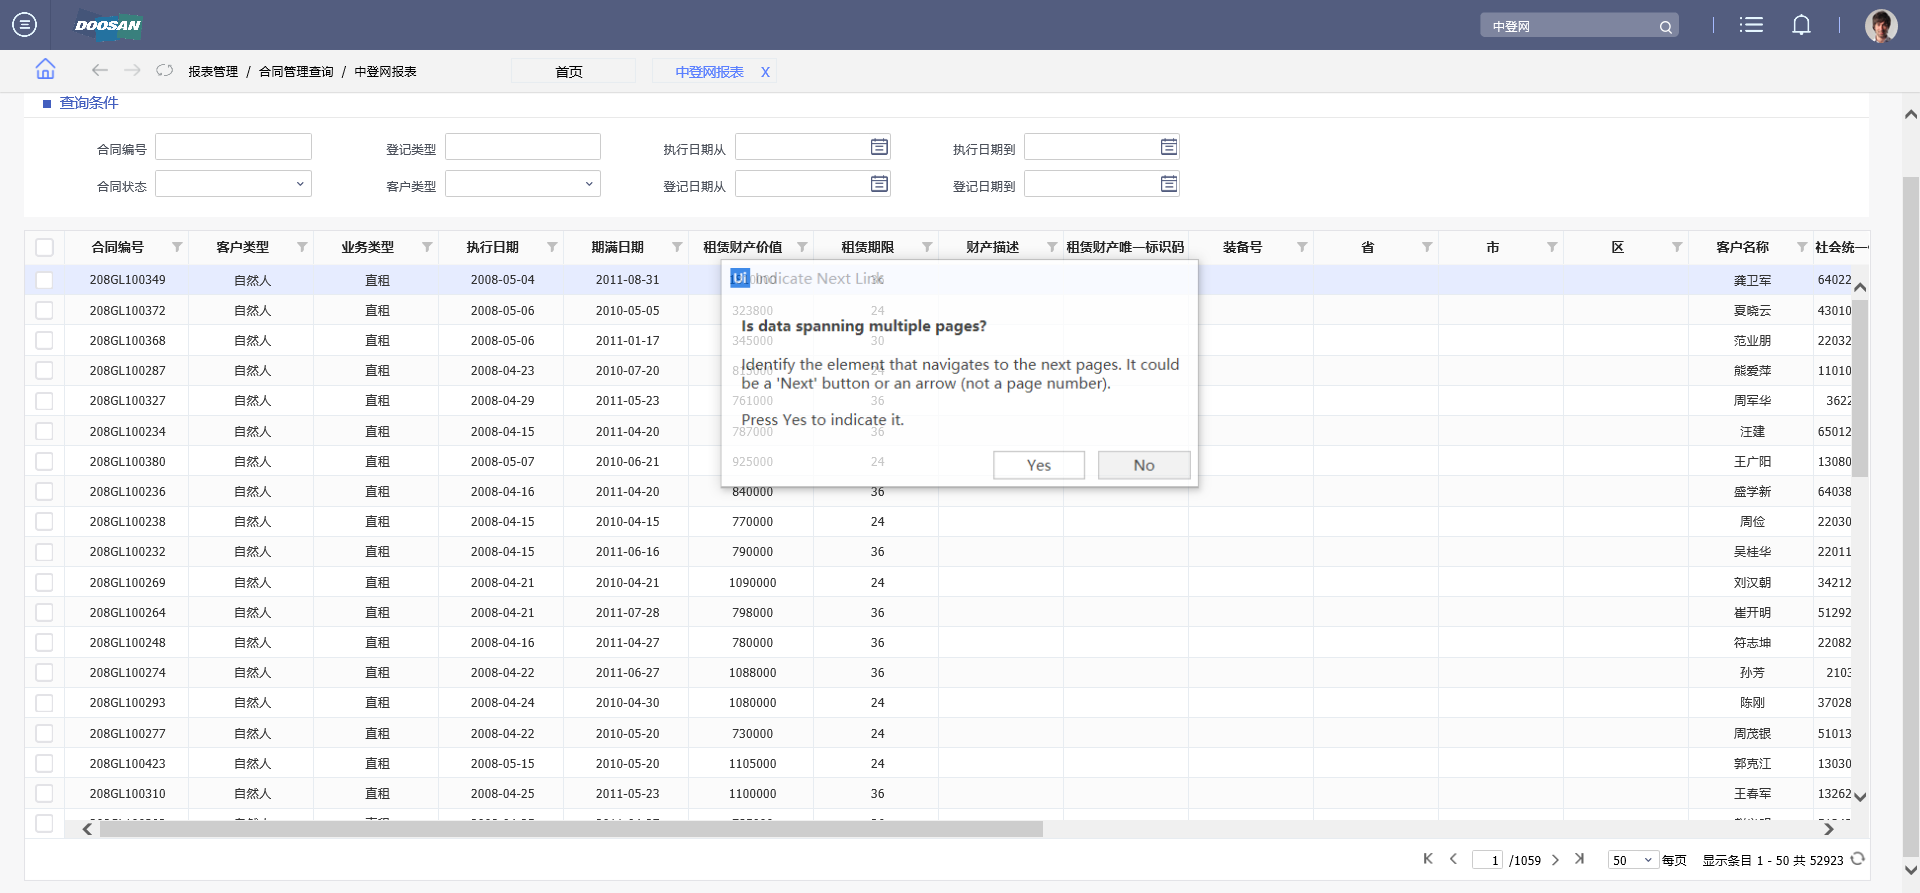 DOOSAN
中登网
报表管理 / 合同管理查询 / 中登网报表
首页
中登网报表 X
查询条件
合同编号 登记类型 执行日期从 执行日期到
合同状态 客户类型 登记日期从 登记日期到
合同编号 客户类型 业务类型 执行日期 期满日期 租赁财产价值 租赁期限 财产描述 租赁财产唯一标识码 装备号 省 市 区 客户名称 社会统一
208GL100349 自然人 直租 2008-05-04 2011-08-31 36 龚卫军 64022
208GL100372 自然人 直租 2008-05-06 2010-05-05 323800 24 夏晓云 43010
208GL100368 自然人 直租 2008-05-06 2011-01-17 345000 30 范业朋 22032
208GL100287 自然人 直租 2008-04-23 2010-07-20 24 熊爱萍 11010
208GL100327 自然人 直租 2008-04-29 2011-05-23 761000 36 周军华 3622
208GL100234 自然人 直租 2008-04-15 2011-04-20 787000 36 汪建 65012
208GL100380 自然人 直租 2008-05-07 2010-06-21 925000 24 王广阳 13080
208GL100236 自然人 直租 2008-04-16 2011-04-20 840000 36 盛学新 64038
208GL100238 自然人 直租 2008-04-15 2010-04-15 770000 24 周俭 22030
208GL100232 自然人 直租 2008-04-15 2011-06-16 790000 36 吴桂华 22011
208GL100269 自然人 直租 2008-04-21 2010-04-21 1090000 24 刘汉朝 34212
208GL100264 自然人 直租 2008-04-21 2011-07-28 798000 36 崔开明 51292
208GL100248 自然人 直租 2008-04-16 2011-04-27 780000 36 符志坤 22082
208GL100274 自然人 直租 2008-04-22 2011-06-27 1088000 36 孙芳 2103
208GL100293 自然人 直租 2008-04-24 2010-04-30 1080000 24 陈刚 37028
208GL100277 自然人 直租 2008-04-22 2010-05-20 730000 24 周茂银 51013
208GL100423 自然人 直租 2008-05-15 2010-05-20 1105000 24 郭克江 13030
208GL100310 自然人 直租 2008-04-25 2011-05-23 1100000 36 王春军 13262
Ui Indicate Next Link
Is data spanning multiple pages?
Identify the element that navigates to the next pages. It could
be a 'Next' button or an arrow (not a page number).
Press Yes to indicate it.
Yes No
1 /1059 50 每页 显示条目 1 - 50 共 52923